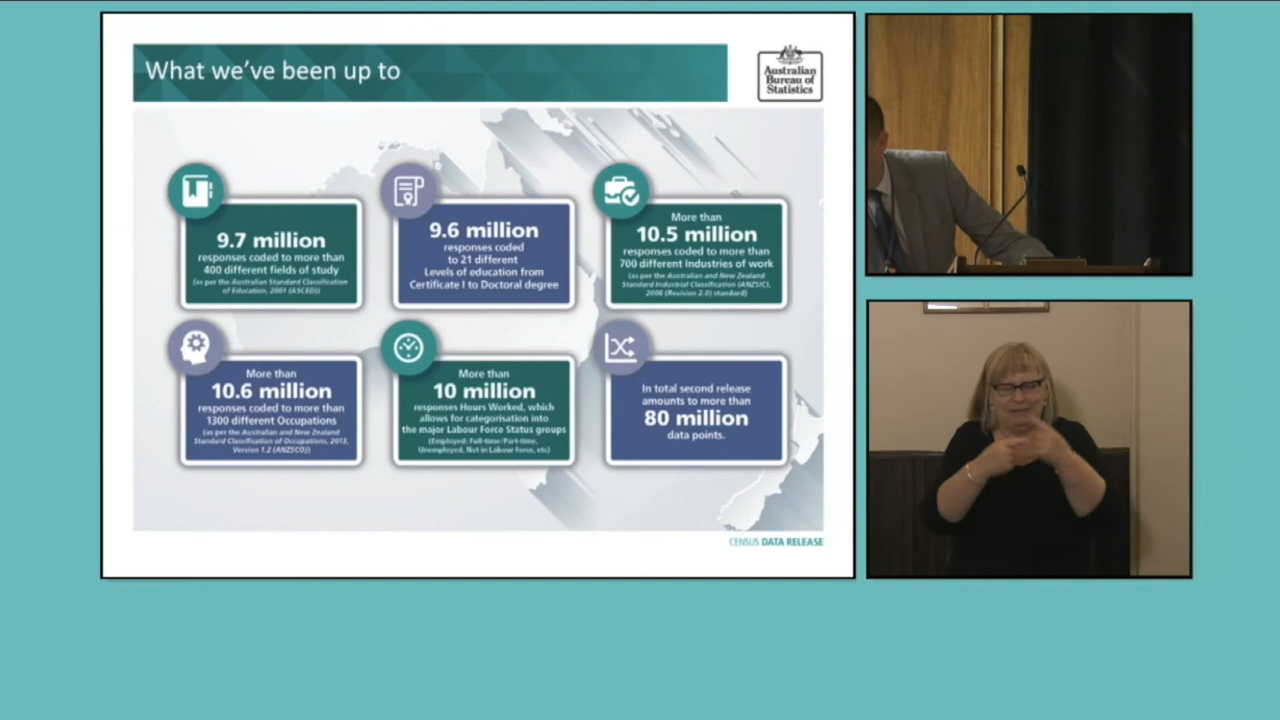 What we've been up to
Australian
Bureau of
Statistics
9.7 million
responses coded to more than
400 different fields of study
(as per the Australian Standard Classification
of Education, 2001 (ASCED))
9.6 million
responses coded
to 21 different
Levels of education from
Certificate I to Doctoral degree
More than
10.5 million
responses coded to more than
700 different Industries of work
(as per the Australian and New Zealand
Standard Industrial Classification (ANZSIC),
2006 (Revision 2.0) standard)
More than
10.6 million
responses coded to more than
1300 different Occupations
(as per the Australian and New Zealand
Standard Classification of Occupations, 2013,
Version 1.2 (ANZSCO))
More than
10 million
responses Hours Worked, which
allows for categorisation into
the major Labour Force Status groups
(Employed: Full-time/Part-time,
Unemployed, Not in Labour force, etc)
In total second release
amounts to more than
80 million
data points.
CENSUS DATA RELEASE